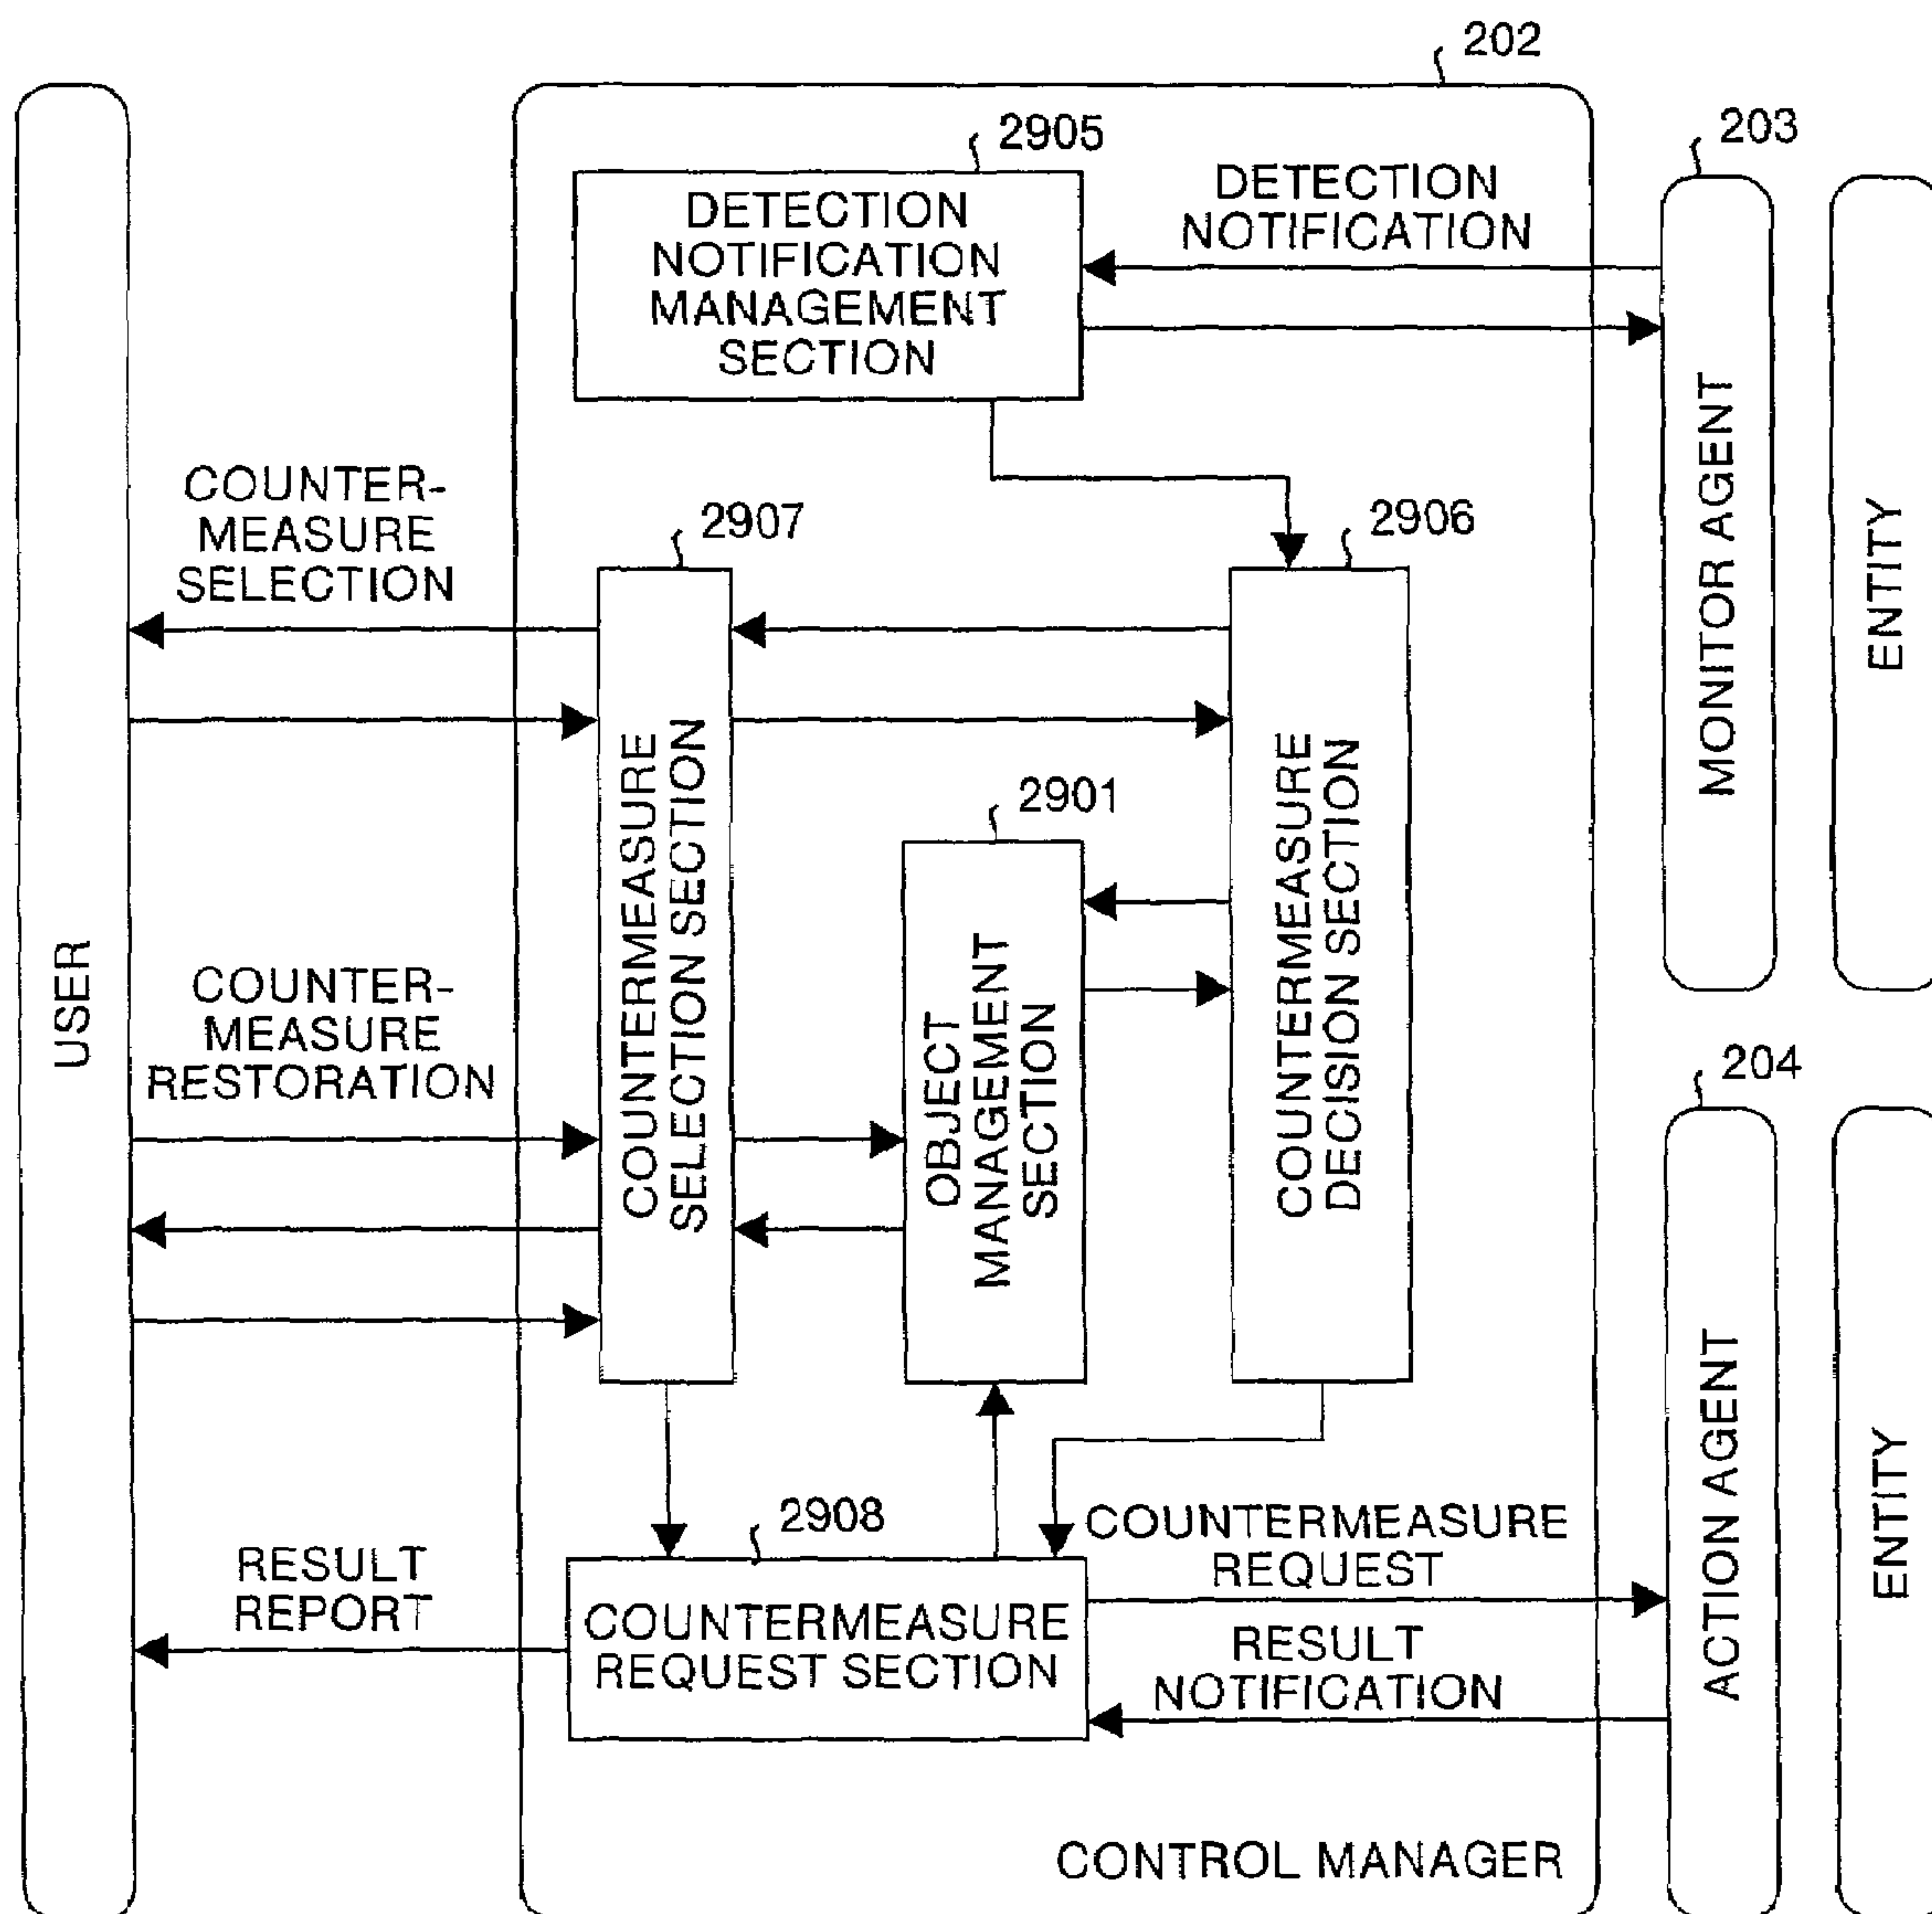 202
2905
203
DETECTION
NOTIFICATION
MANAGEMENT
SECTION
DETECTION
NOTIFICATION
MONITOR AGENT
ENTITY
COUNTER-
MEASURE
SELECTION
2907
2906
COUNTERMEASURE
SELECTION SECTION
COUNTERMEASURE
DECISION SECTION
2901
OBJECT
MANAGEMENT
SECTION
USER
COUNTER-
MEASURE
RESTORATION
204
ACTION AGENT
ENTITY
2908
COUNTERMEASURE
REQUEST SECTION
COUNTERMEASURE
REQUEST
RESULT
NOTIFICATION
RESULT
REPORT
CONTROL MANAGER